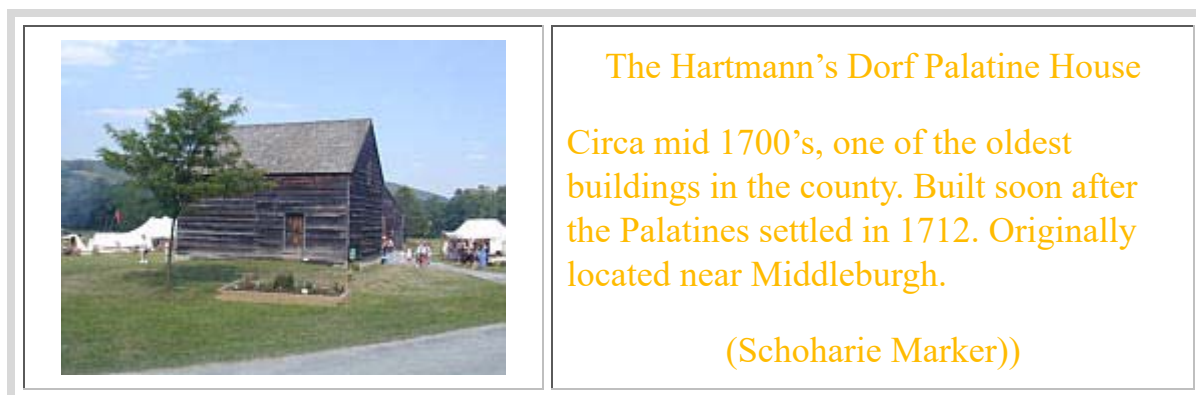 The Hartmann’s Dorf Palatine House
Circa mid 1700’s, one of the oldest
buildings in the county. Built soon after
the Palatines settled in 1712. Originally
located near Middleburgh.
(Schoharie Marker))